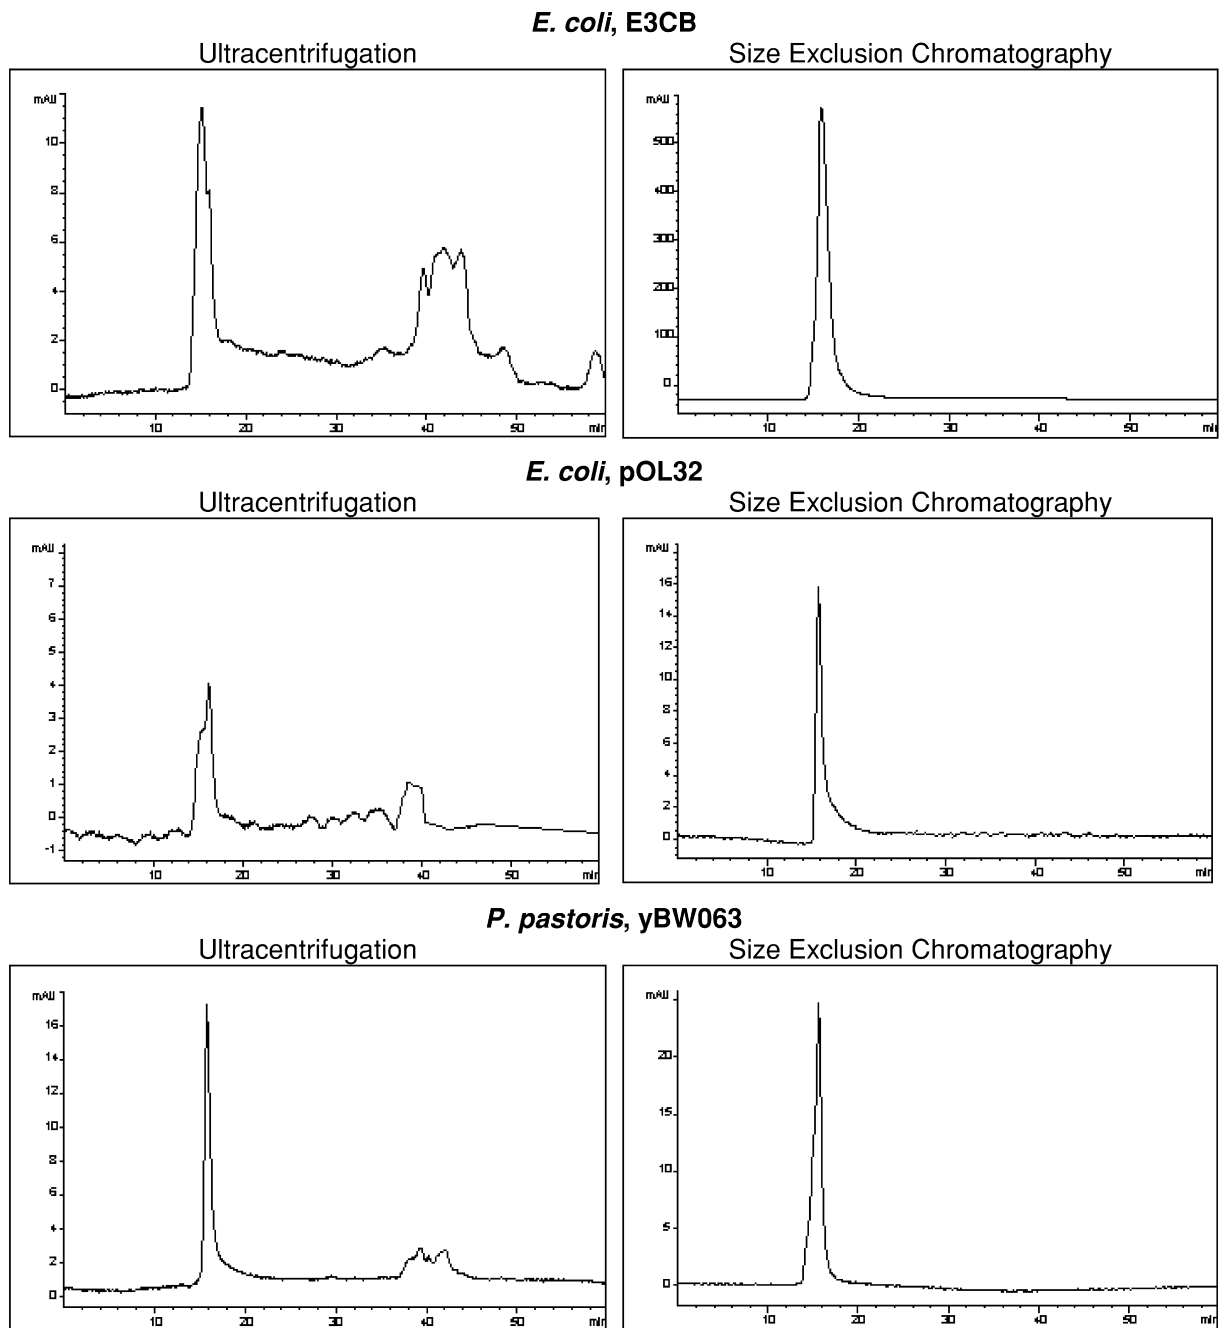 E. coli, E3CB
Ultracentrifugation Size Exclusion Chromatography
mAU mAU
10 500
8 400
6 300
4 200
2 100
0 0
10 20 30 40 50 min 10 20 30 40 50 min
E. coli, pOL32
Ultracentrifugation Size Exclusion Chromatography
mAU mAU
7 16
6 14
5 12
4 10
3 8
2 6
1 4
0 2
-1 0
10 20 30 40 50 min 10 20 30 40 50 min
P. pastoris, yBW063
Ultracentrifugation Size Exclusion Chromatography
mAU mAU
16 20
14 15
12 10
10 5
8 0
6
4
2
0
10 20 30 40 50 min 10 20 30 40 50 min